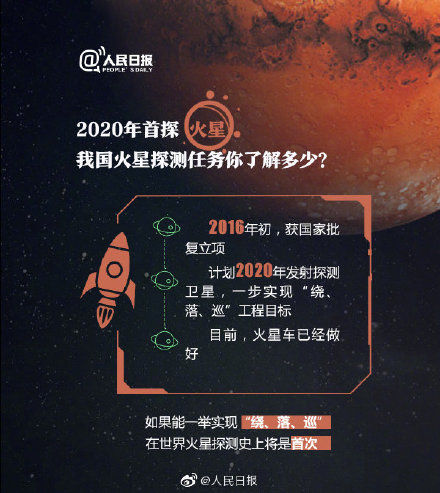 @人民日报
PEOPLE'S DAILY
2020年首探火星
我国火星探测任务你了解多少？
2016年初，获国家批
复立项
计划2020年发射探测
卫星，一步实现“绕、
落、巡”工程目标
目前，火星车已经做
好
如果能一举实现“绕、落、巡”
在世界火星探测史上将是首次
@人民日报